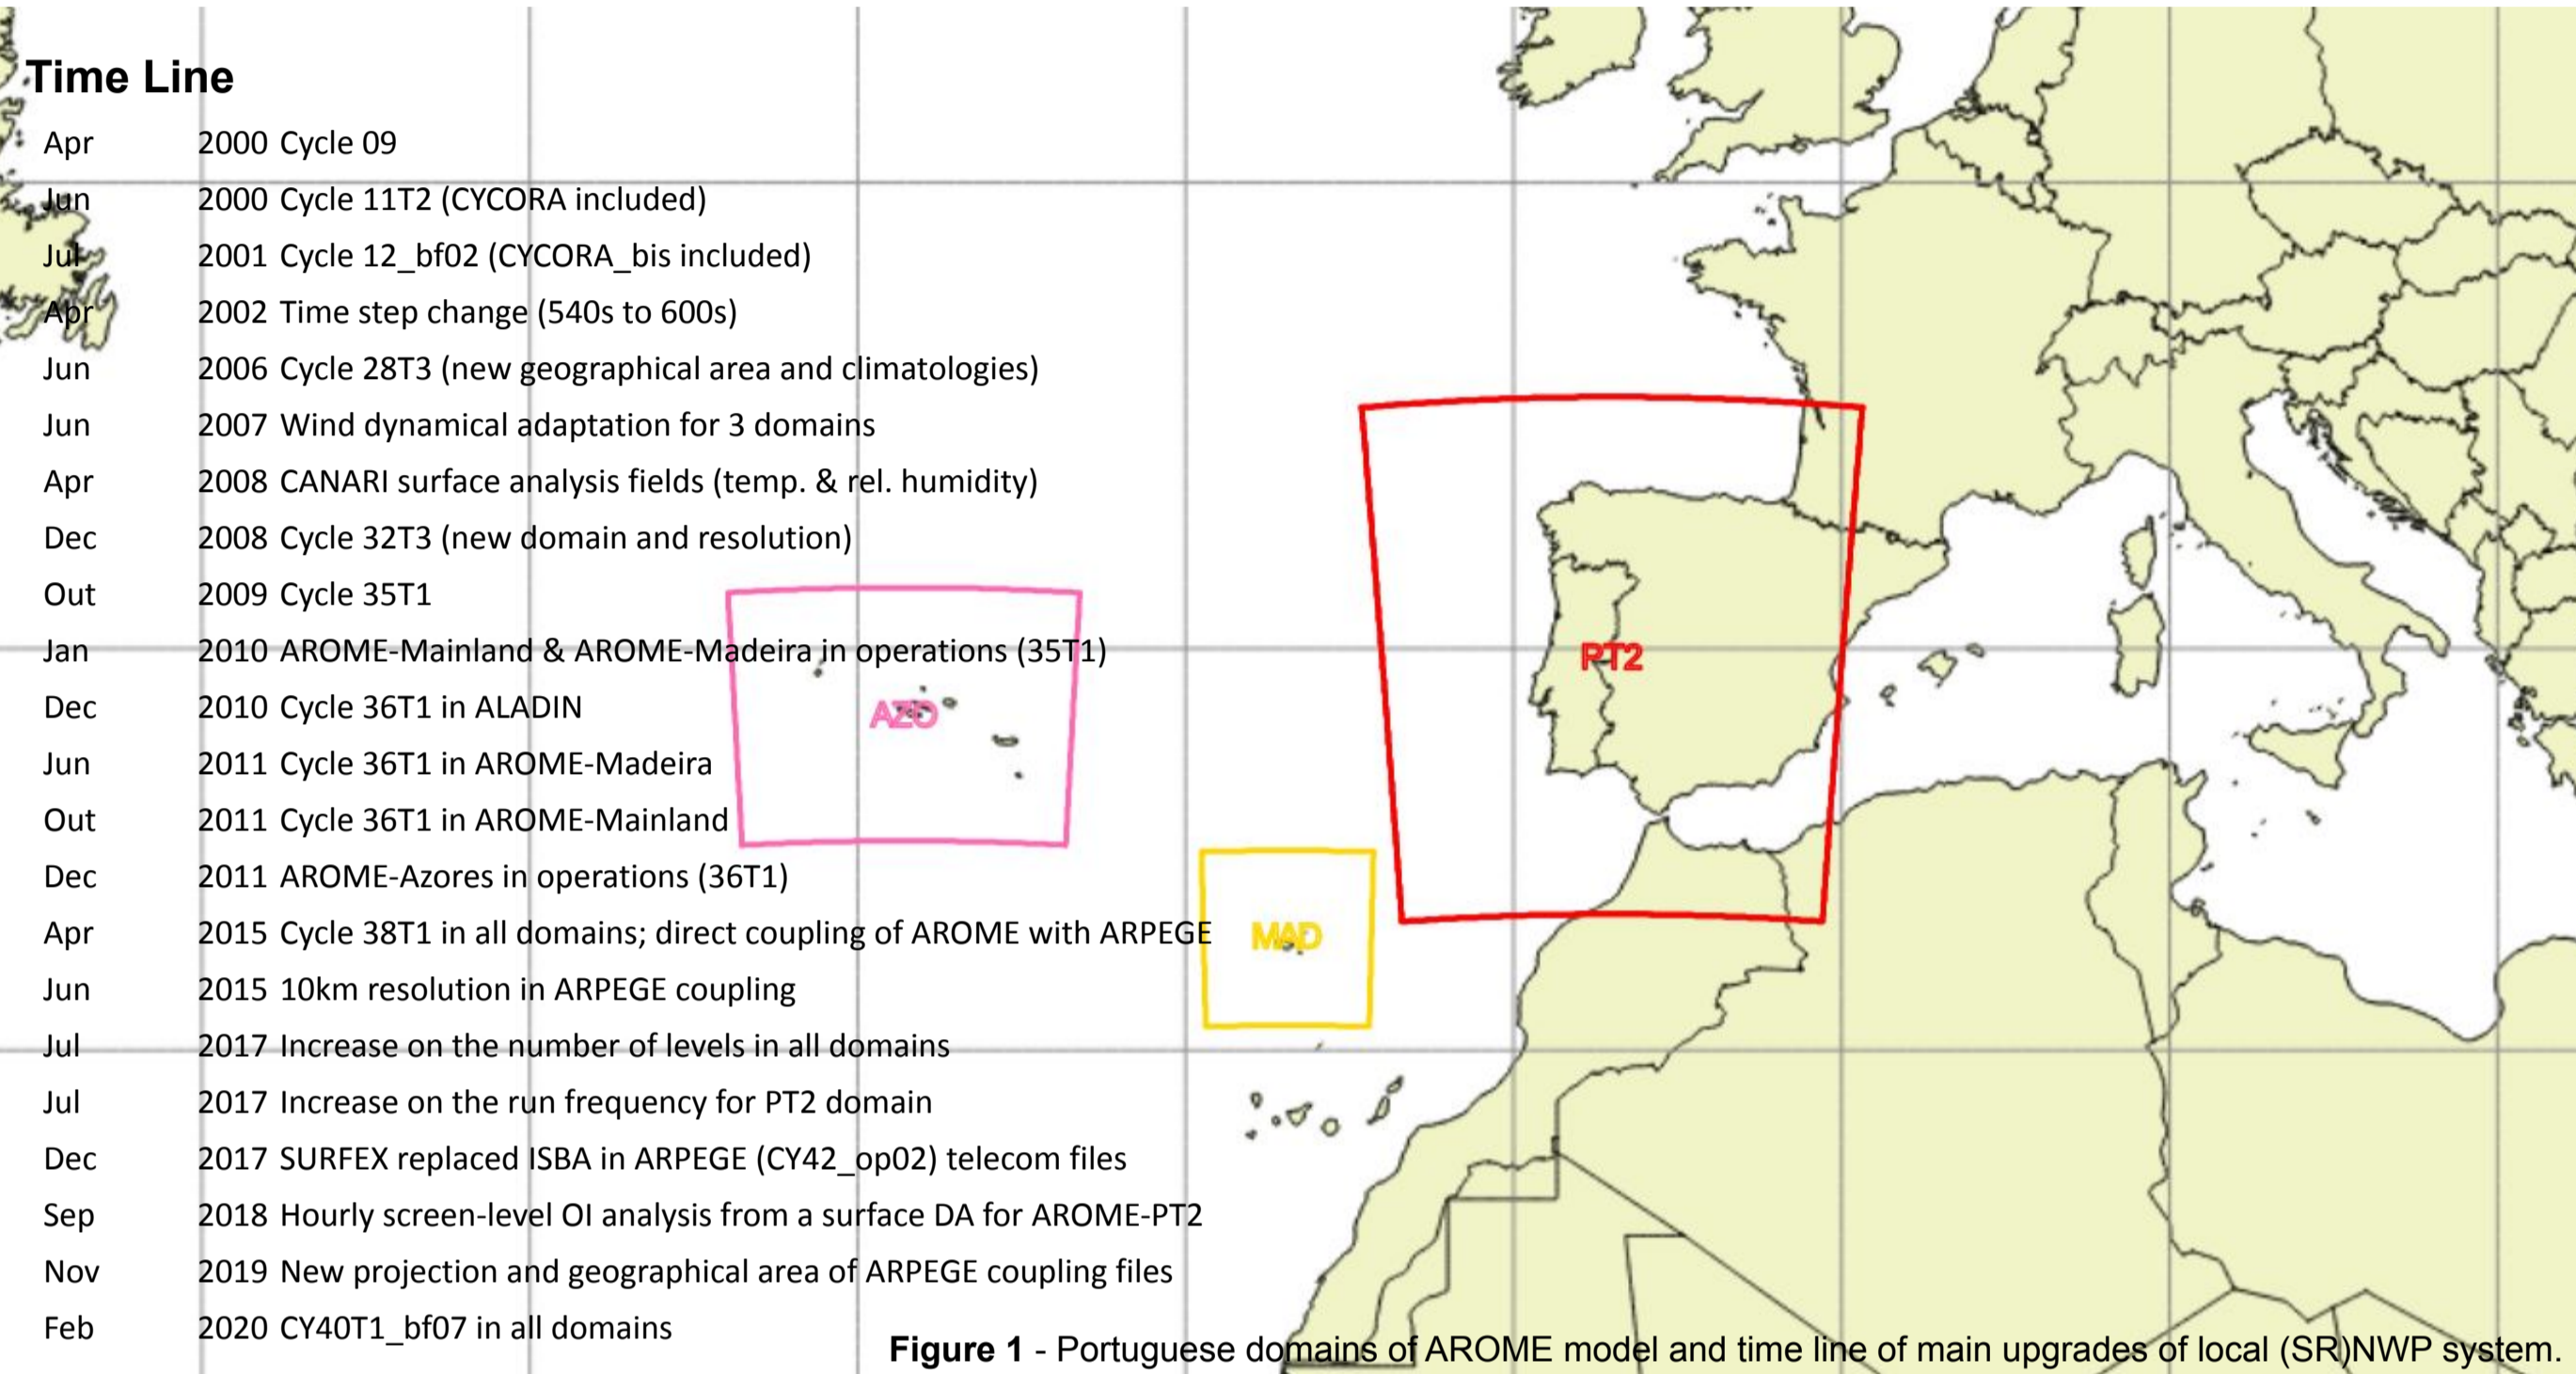 Time Line
Apr 2000 Cycle 09
Jun 2000 Cycle 11T2 (CYCORA included)
Jul 2001 Cycle 12_bf02 (CYCORA_bis included)
Apr 2002 Time step change (540s to 600s)
Jun 2006 Cycle 28T3 (new geographical area and climatologies)
Jun 2007 Wind dynamical adaptation for 3 domains
Apr 2008 CANARI surface analysis fields (temp. & rel. humidity)
Dec 2008 Cycle 32T3 (new domain and resolution)
Out 2009 Cycle 35T1
Jan 2010 AROME-Mainland & AROME-Madeira in operations (35T1)
Dec 2010 Cycle 36T1 in ALADIN
Jun 2011 Cycle 36T1 in AROME-Madeira
Out 2011 Cycle 36T1 in AROME-Mainland
Dec 2011 AROME-Azores in operations (36T1)
Apr 2015 Cycle 38T1 in all domains; direct coupling of AROME with ARPEGE
Jun 2015 10km resolution in ARPEGE coupling
Jul 2017 Increase on the number of levels in all domains
Jul 2017 Increase on the run frequency for PT2 domain
Dec 2017 SURFEX replaced ISBA in ARPEGE (CY42_op02) telecom files
Sep 2018 Hourly screen-level OI analysis from a surface DA for AROME-PT2
Nov 2019 New projection and geographical area of ARPEGE coupling files
Feb 2020 CY40T1_bf07 in all domains
PT2
AZO
MAD
Figure 1 - Portuguese domains of AROME model and time line of main upgrades of local (SR)NWP system.